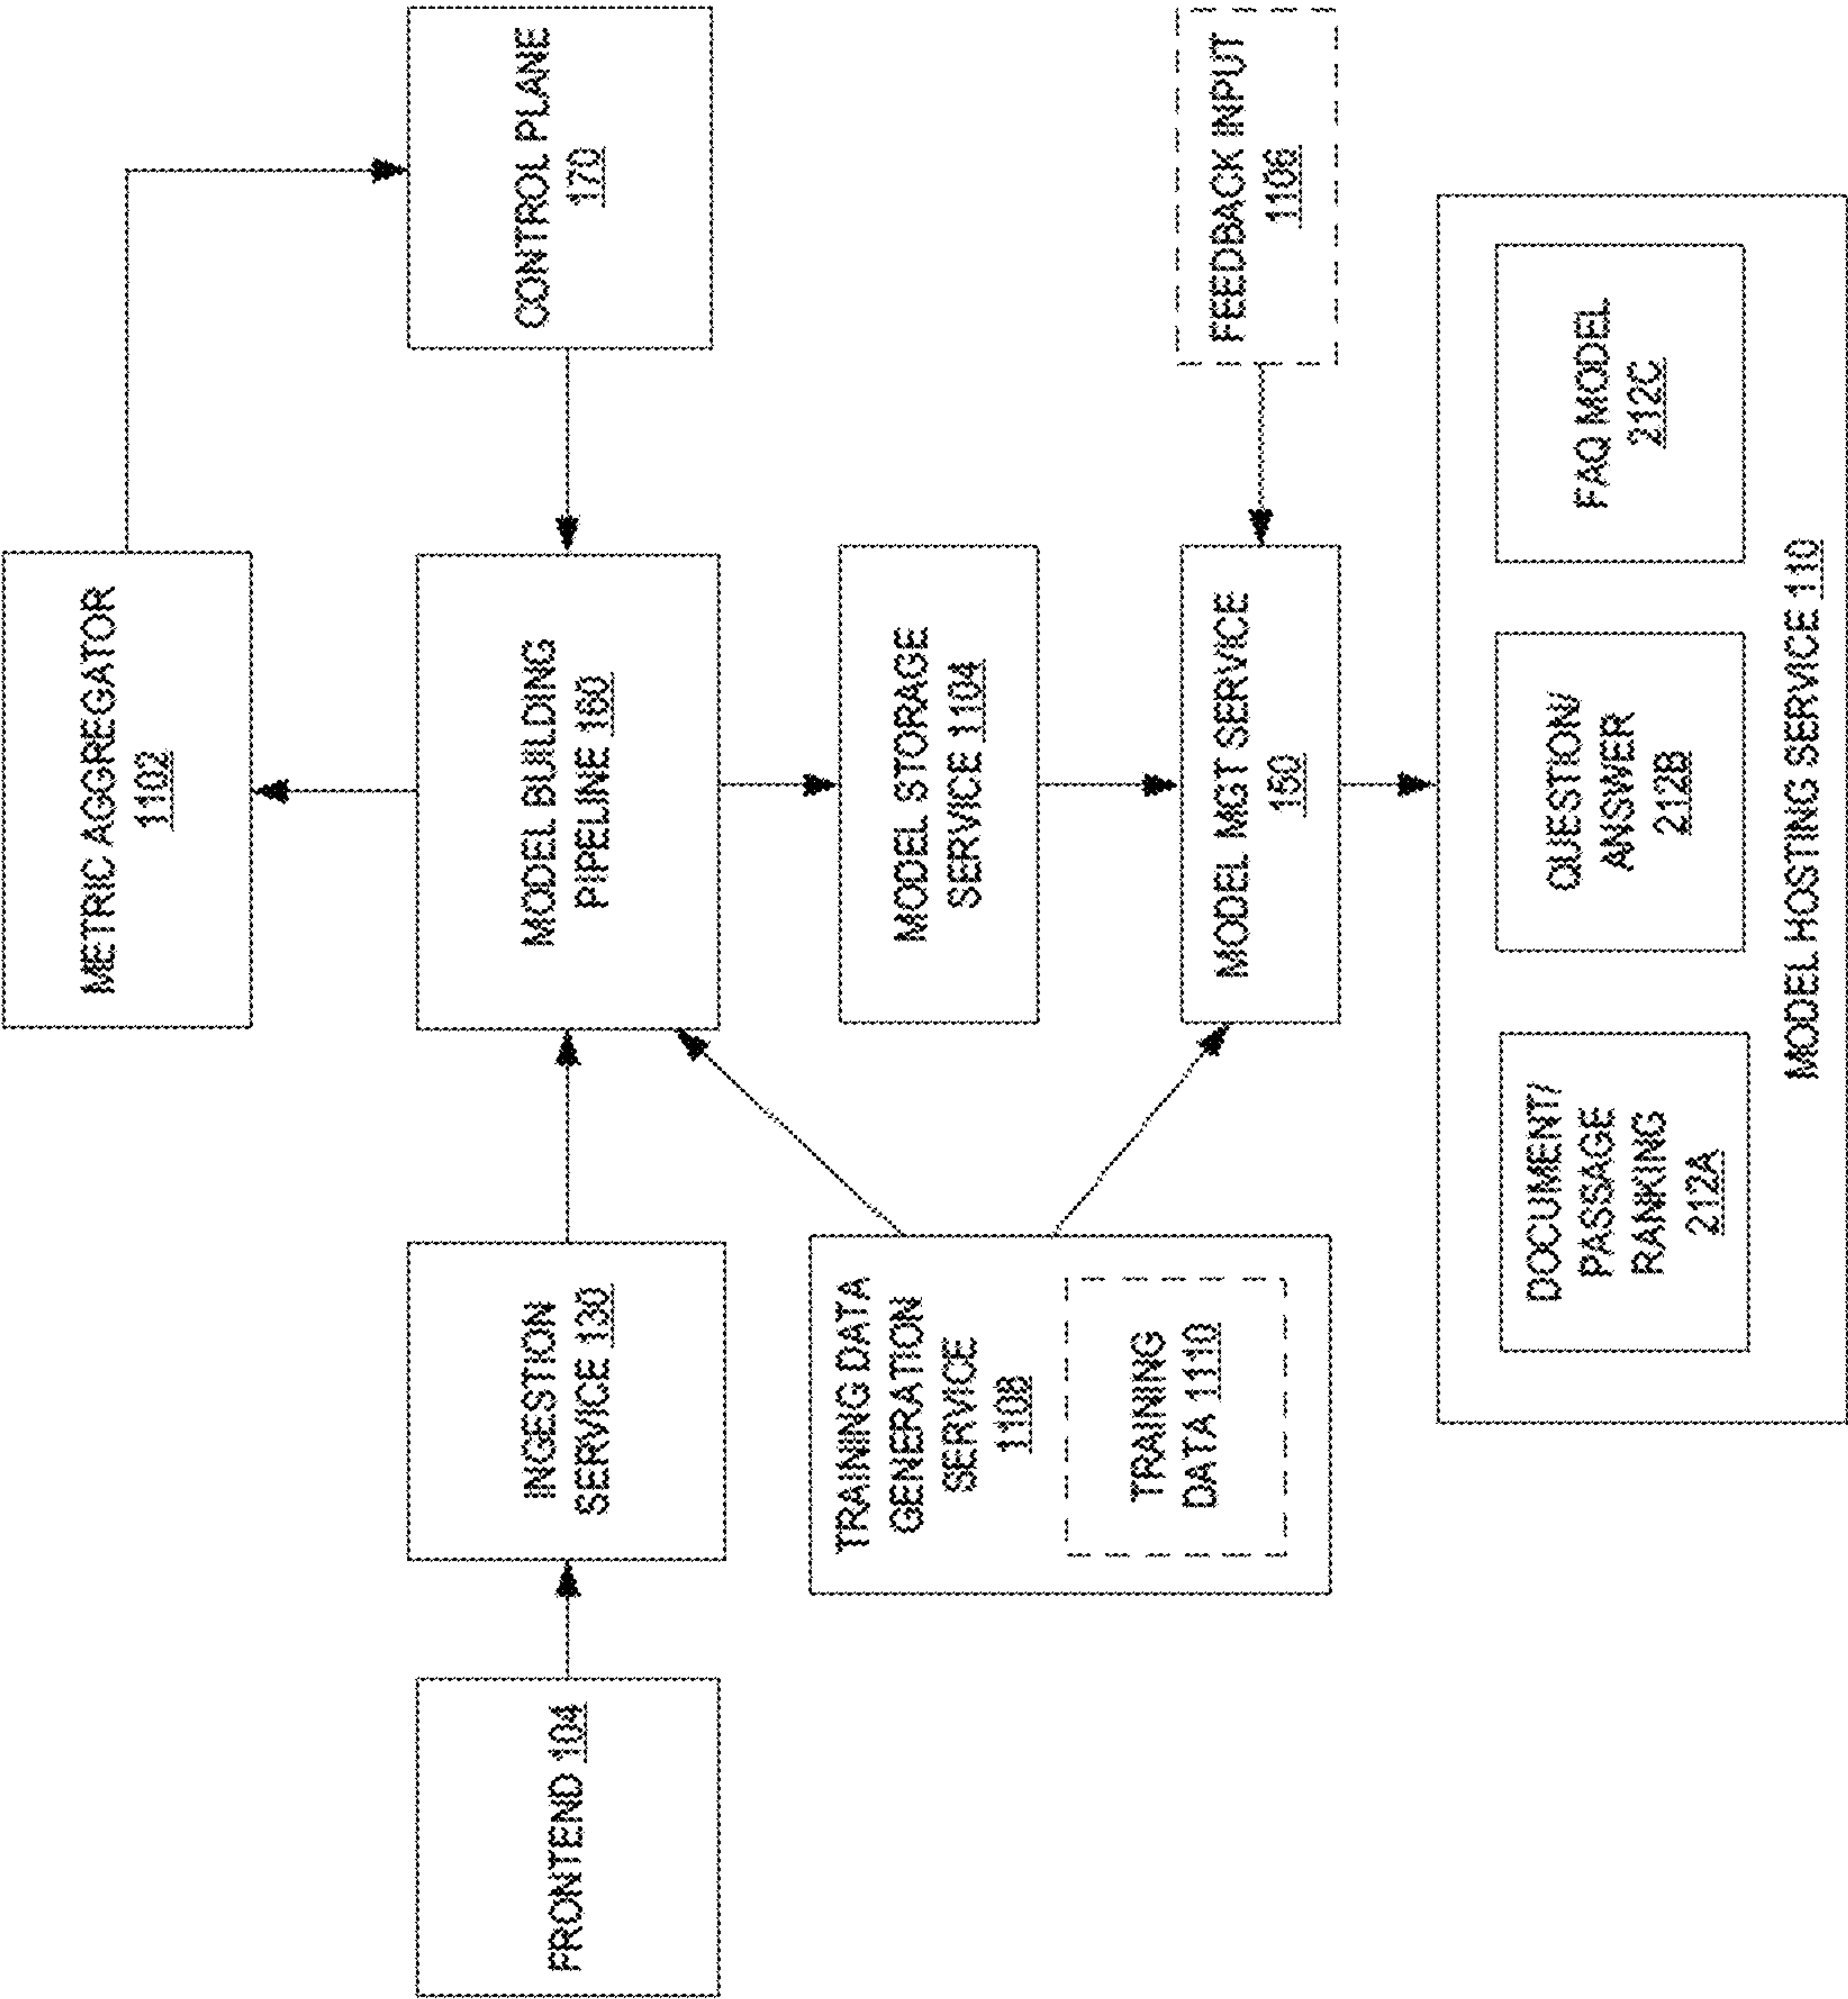 METRIC AGGREGATOR
1102
CONTROL PLANE
170
MODEL BUILDING
PIPELINE 160
INGESTION
SERVICE 130
FRONTEND 104
MODEL STORAGE
SERVICE 1104
TRAINING DATA
GENERATION
SERVICE
1108
TRAINING
DATA 1110
MODEL MGT SERVICE
150
FEEDBACK INPUT
1106
DOCUMENT/
PASSAGE
RANKING
212A
QUESTION/
ANSWER
212B
FAQ MODEL
212C
MODEL HOSTING SERVICE 110